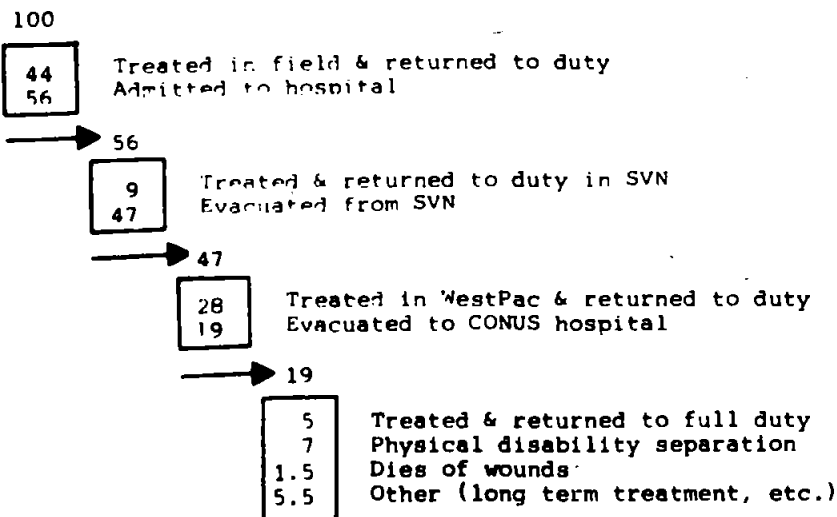 100
44 Treated in field & returned to duty
56 Admitted to hospital
56
9 Treated & returned to duty in SVN
47 Evacuated from SVN
47
28 Treated in WestPac & returned to duty
19 Evacuated to CONUS hospital
19
5 Treated & returned to full duty
7 Physical disability separation
1.5 Dies of wounds
5.5 Other (long term treatment, etc.)